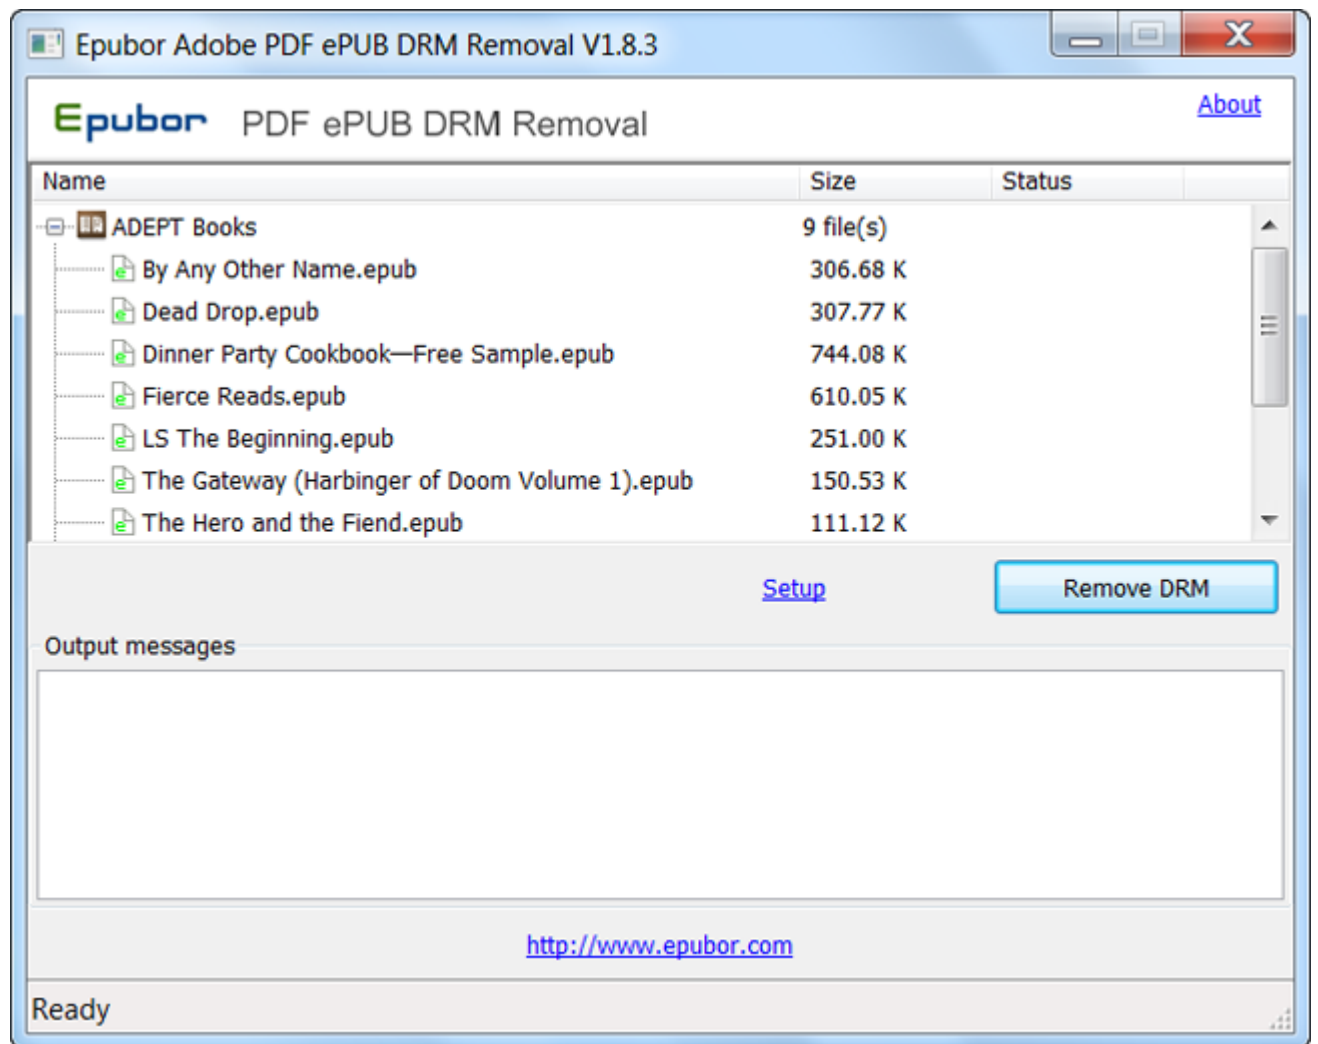 Epubor Adobe PDF ePUB DRM Removal V1.8.3
Epubor PDF ePUB DRM Removal About
Name Size Status
ADEPT Books 9 file(s)
By Any Other Name.epub 306.68 K
Dead Drop.epub 307.77 K
Dinner Party Cookbook—Free Sample.epub 744.08 K
Fierce Reads.epub 610.05 K
LS The Beginning.epub 251.00 K
The Gateway (Harbinger of Doom Volume 1).epub 150.53 K
The Hero and the Fiend.epub 111.12 K
Setup Remove DRM
Output messages
http://www.epubor.com
Ready